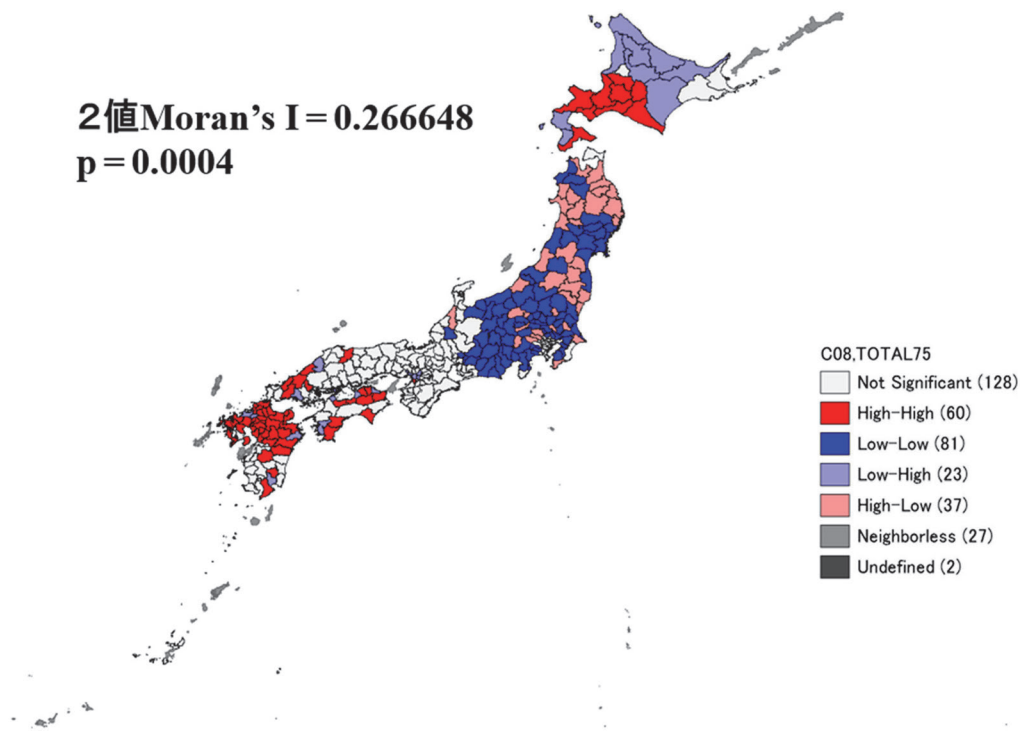 ２値Moran’s I＝0.266648
p＝0.0004
C08,TOTAL75
Not Significant (128)
High-High (60)
Low-Low (81)
Low-High (23)
High-Low (37)
Neighborless (27)
Undefined (2)